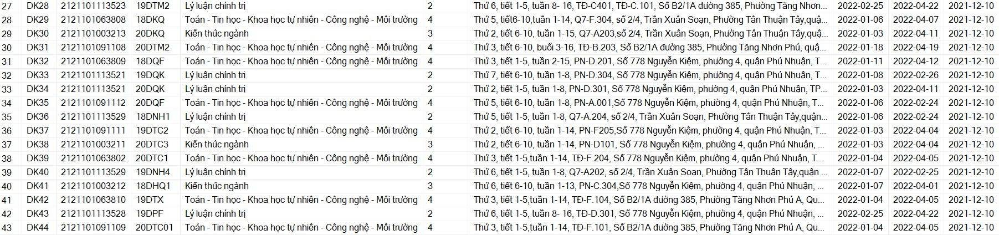 27 DK28 2121101113523 19DTM2 Lý luận chính trị 2 Thứ 6, tiết 1-5, tuần 8- 16, TĐ-C401, TĐ-C.101, Số B2/1A đường 385, Phường Tăng Nhơn... 2022-02-25 2022-04-22 2021-12-10
28 DK29 2121101063808 18DKQ Toán - Tin học - Khoa học tự nhiên - Công nghệ - Môi trường 4 Thứ 5, tiết6-10,tuần 1-14, Q7-F.304, số 2/4, Trần Xuân Soạn, Phường Tân Thuận Tây,quậ... 2022-01-06 2022-04-07 2021-12-10
29 DK30 2121101003213 20DKQ Kiến thức ngành 3 Thứ 2, tiết 6-10, tuần 1-15, Q7-A203,số 2/4, Trần Xuân Soạn, Phường Tân Thuận Tây,quậ... 2022-01-03 2022-04-11 2021-12-10
30 DK31 2121101091108 20DTM2 Toán - Tin học - Khoa học tự nhiên - Công nghệ - Môi trường 4 Thứ 3, tiết 6-10, buổi 3-16, TĐ-B.203, Số B2/1A đường 385, Phường Tăng Nhơn Phú, quậ... 2022-01-18 2022-04-19 2021-12-10
31 DK32 2121101063809 18DQF Toán - Tin học - Khoa học tự nhiên - Công nghệ - Môi trường 4 Thứ 3, tiết 1-5, tuần 2-15, PN-D.201, Số 778 Nguyễn Kiệm, phường 4, quận Phú Nhuận, T... 2022-01-11 2022-04-12 2021-12-10
32 DK33 2121101113521 19DQK Lý luận chính trị 2 Thứ 7, tiết 6-10, tuần 1-8, PN-D.304, Số 778 Nguyễn Kiệm, phường 4, quận Phú Nhuận, T... 2022-01-08 2022-02-26 2021-12-10
33 DK34 2121101113521 20DQK Lý luận chính trị 2 Thứ 2, tiết 1-5, tuần 1-8, PN-D.301, Số 778 Nguyễn Kiệm, phường 4, quận Phú Nhuận, TP... 2022-01-03 2022-04-11 2021-12-10
34 DK35 2121101091112 20DQF Toán - Tin học - Khoa học tự nhiên - Công nghệ - Môi trường 4 Thứ 5, tiết 6-10, tuần 1-8, PN-A.001,Số 778 Nguyễn Kiệm, phường 4, quận Phú Nhuận, T... 2022-01-06 2022-02-24 2021-12-10
35 DK36 2121101113529 18DNH1 Lý luận chính trị 2 Thứ 5, tiết 1-5, tuần 1-8, Q7-A.204, số 2/4, Trần Xuân Soạn, Phường Tân Thuận Tây,quận... 2022-01-06 2022-02-24 2021-12-10
36 DK37 2121101091111 19DTC2 Toán - Tin học - Khoa học tự nhiên - Công nghệ - Môi trường 4 Thứ 2, tiết 6-10, tuần 1-14, PN-F205,Số 778 Nguyễn Kiệm, phường 4, quận Phú Nhuận, T... 2022-01-03 2022-04-04 2021-12-10
37 DK38 2121101003211 20DTC3 Kiến thức ngành 3 Thứ 2, tiết 6-10, tuần 1-14, PN-D101, Số 778 Nguyễn Kiệm, phường 4, quận Phú Nhuận, ... 2022-01-03 2022-04-04 2021-12-10
38 DK39 2121101063802 20DTC1 Toán - Tin học - Khoa học tự nhiên - Công nghệ - Môi trường 4 Thứ 3, tiết 1-5,tuần 1-14, TĐ-F.204, Số 778 Nguyễn Kiệm, phường 4, quận Phú Nhuận, T... 2022-01-04 2022-04-05 2021-12-10
39 DK40 2121101113529 19DNH4 Lý luận chính trị 2 Thứ 6, tiết 1-5, tuần 1-8, Q7-A202, số 2/4, Trần Xuân Soạn, Phường Tân Thuận Tây,quận ... 2022-01-07 2022-02-25 2021-12-10
40 DK41 2121101003212 18DHQ1 Kiến thức ngành 3 Thứ 6, tiết 6-10, tuần 1-13, PN-C.304,Số 778 Nguyễn Kiệm, phường 4, quận Phú Nhuận, ... 2022-01-07 2022-04-01 2021-12-10
41 DK42 2121101063810 19DTX Toán - Tin học - Khoa học tự nhiên - Công nghệ - Môi trường 4 Thứ 3, tiết 1-5,tuần 1-14, TĐ-F.104, Số B2/1A đường 385, Phường Tăng Nhơn Phú A, Qu... 2022-01-04 2022-04-05 2021-12-10
42 DK43 2121101113528 19DPF Lý luận chính trị 2 Thứ 6, tiết 1-5, tuần 8- 16, TĐ-D.301, Số 778 Nguyễn Kiệm, phường 4, quận Phú Nhuận, ... 2022-02-25 2022-04-22 2021-12-10
43 DK44 2121101091109 20DTC01 Toán - Tin học - Khoa học tự nhiên - Công nghệ - Môi trường 4 Thứ 3, tiết 1-5,tuần 1-14, TĐ-F.101, Số B2/1A đường 385, Phường Tăng Nhơn Phú A, Qu... 2022-01-04 2022-04-05 2021-12-10